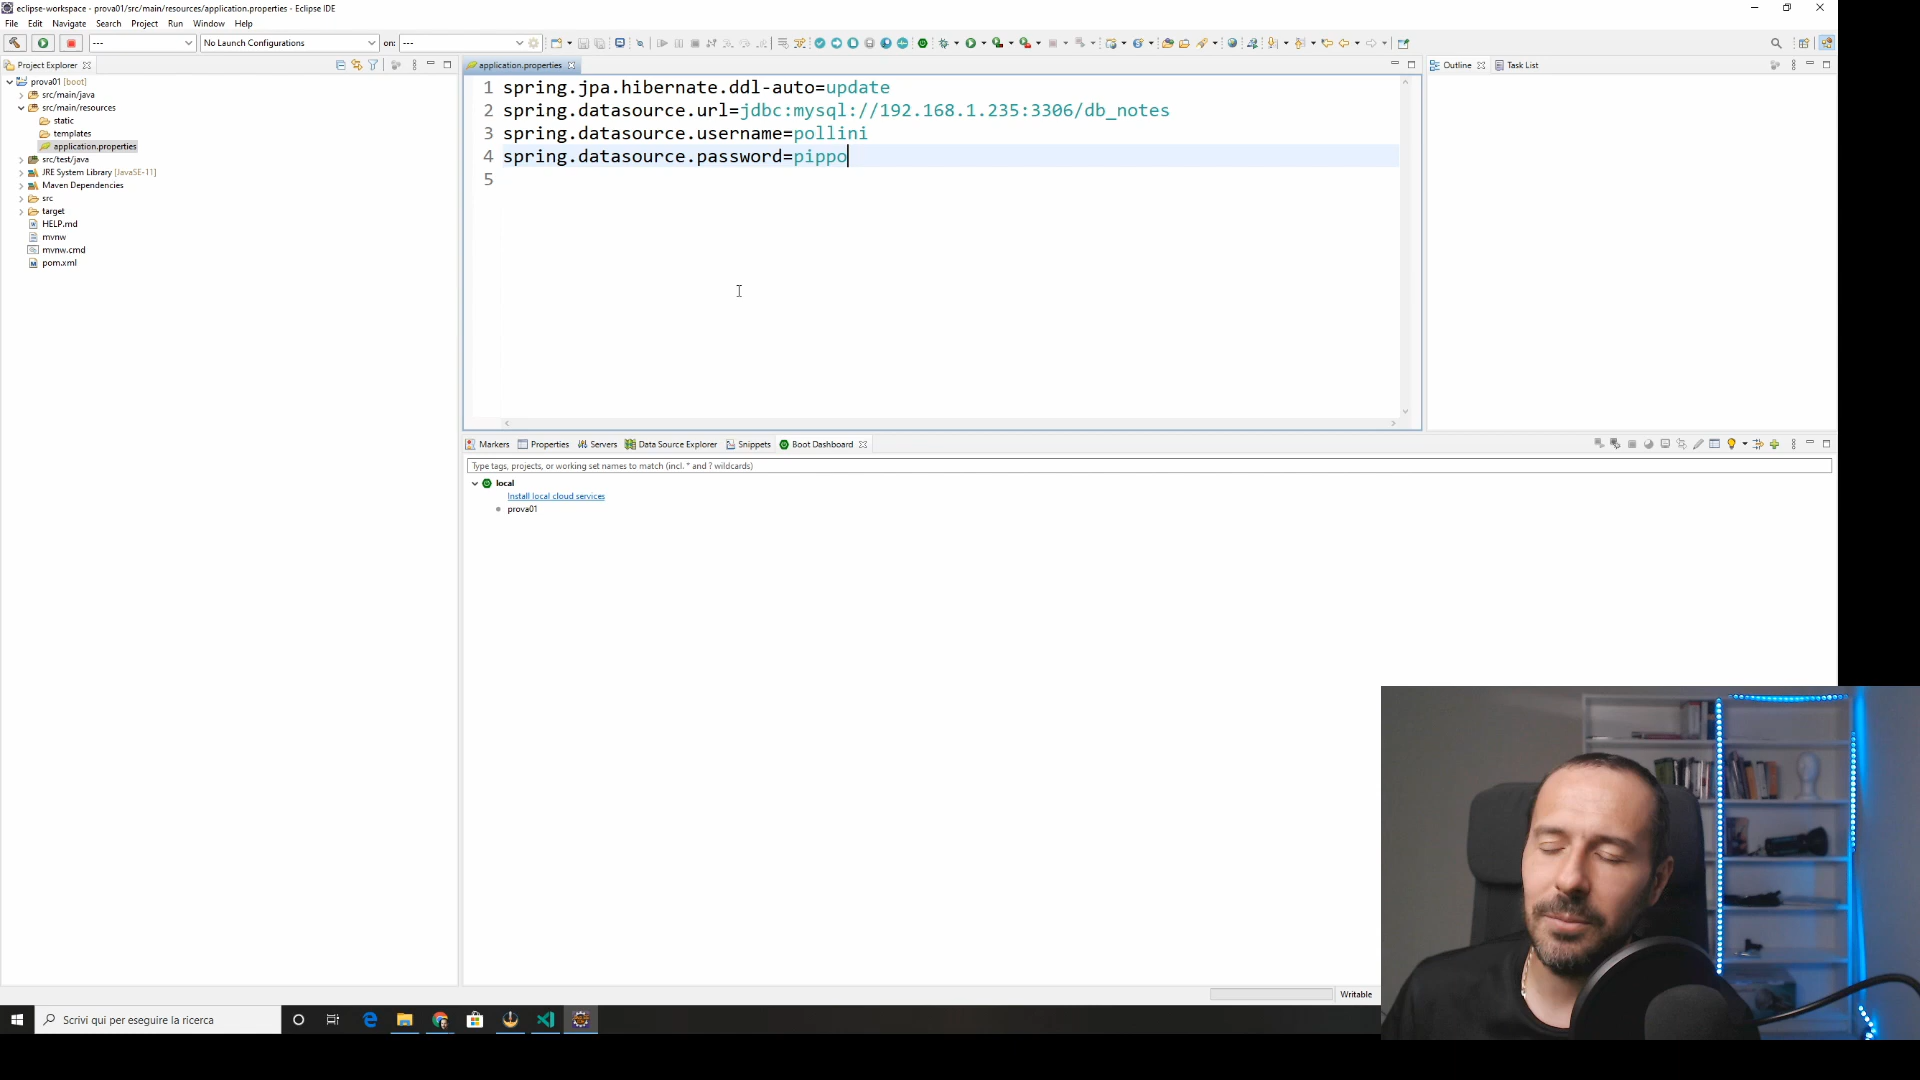 eclipse-workspace - prova01/src/main/resources/application.properties - Eclipse IDE
File Edit Navigate Search Project Run Window Help
--- No Launch Configurations on: ---
Project Explorer
prova01 [boot]
src/main/java
src/main/resources
static
templates
application.properties
src/test/java
JRE System Library [JavaSE-11]
Maven Dependencies
src
target
HELP.md
mvnw
mvnw.cmd
pom.xml
application.properties
1 spring.jpa.hibernate.ddl-auto=update
2 spring.datasource.url=jdbc:mysql://192.168.1.235:3306/db_notes
3 spring.datasource.username=pollini
4 spring.datasource.password=pippo
5
Outline Task List
Markers Properties Servers Data Source Explorer Snippets Boot Dashboard
Type tags, projects, or working set names to match (incl. * and ? wildcards)
local
Install local cloud services
prova01
Writable
Scrivi qui per eseguire la ricerca